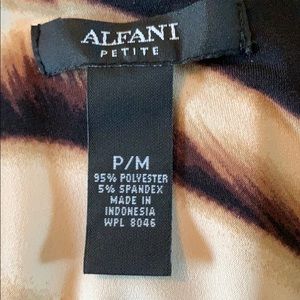 ALFANI
PETITE
P/M
95% POLYESTER
5% SPANDEX
MADE IN
INDONESIA
WPL 8046